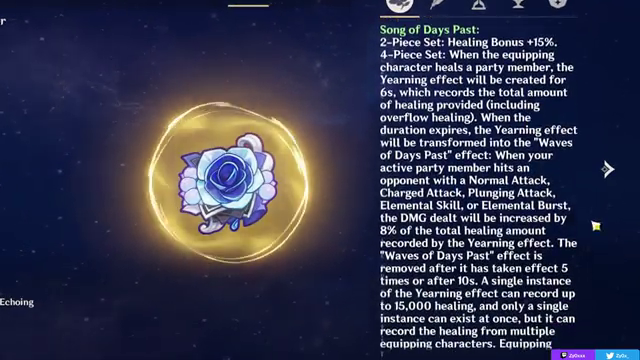 Song of Days Past:
2-Piece Set: Healing Bonus +15%.
4-Piece Set: When the equipping
character heals a party member, the
Yearning effect will be created for
6s, which records the total amount
of healing provided (including
overflow healing). When the
duration expires, the Yearning effect
will be transformed into the "Waves
of Days Past" effect: When your
active party member hits an
opponent with a Normal Attack,
Charged Attack, Plunging Attack,
Elemental Skill, or Elemental Burst,
the DMG dealt will be increased by
8% of the total healing amount
recorded by the Yearning effect. The
"Waves of Days Past" effect is
removed after it has taken effect 5
times or after 10s. A single instance
of the Yearning effect can record up
to 15,000 healing, and only a single
instance can exist at once, but it can
record the healing from multiple
equipping characters. Equipping
Echoing